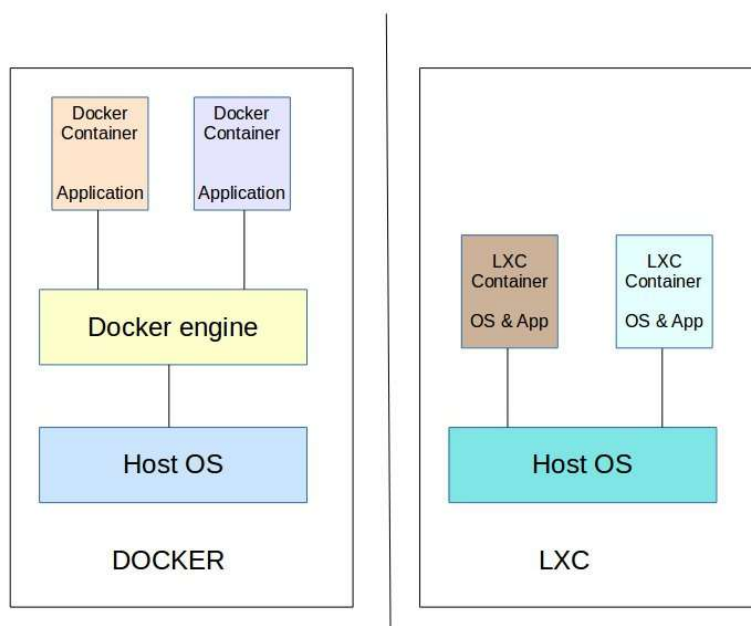 Docker
Container
Application
Docker
Container
Application
Docker engine
Host OS
DOCKER
LXC
Container
OS & App
LXC
Container
OS & App
Host OS
LXC